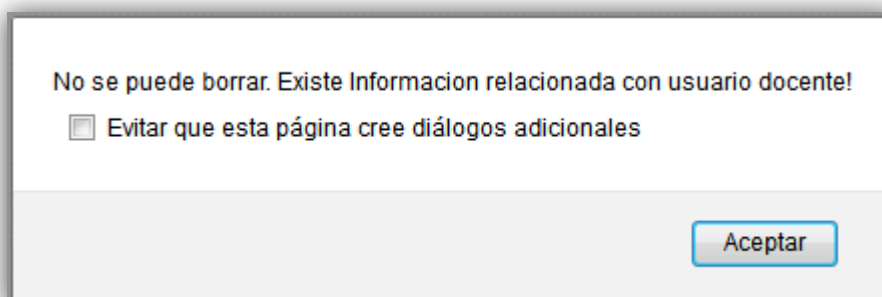 No se puede borrar. Existe Informacion relacionada con usuario docente!
Evitar que esta página cree diálogos adicionales
Aceptar